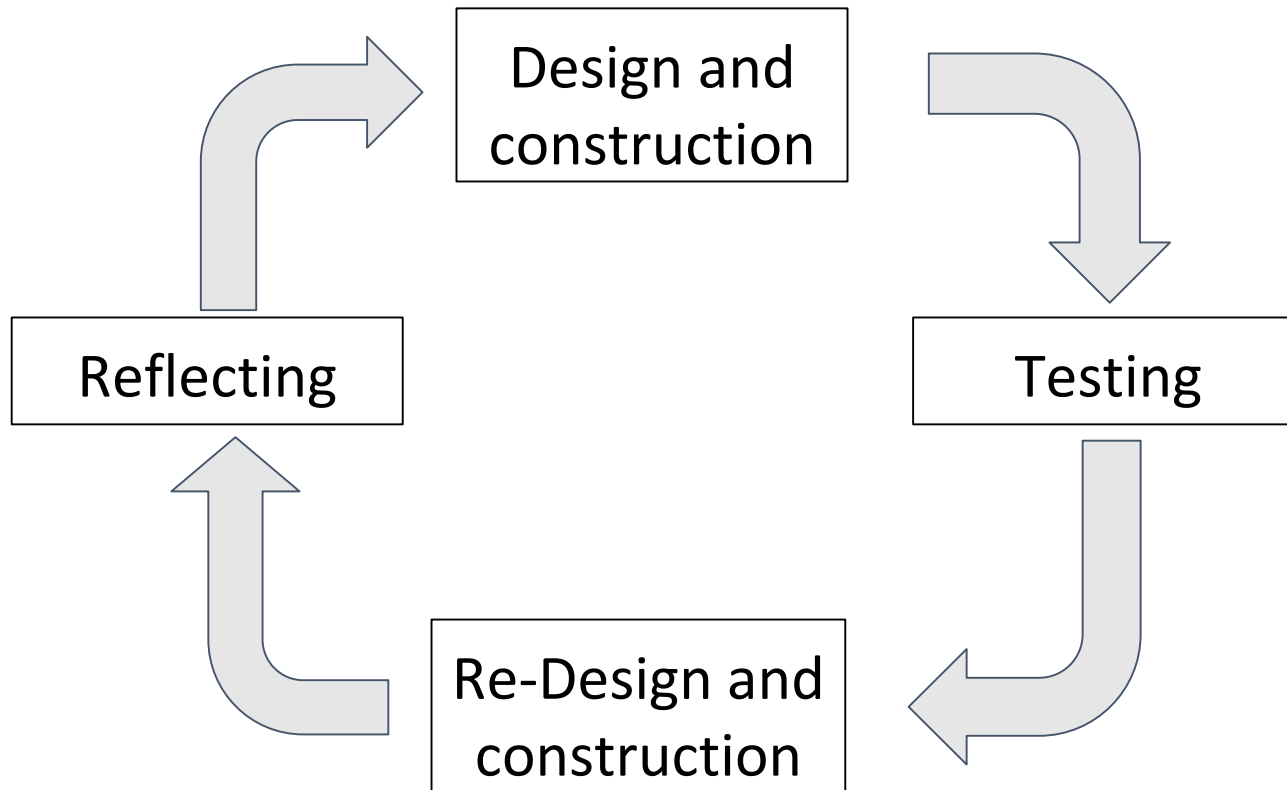 Design and
construction
Reflecting
Testing
Re-Design and
construction